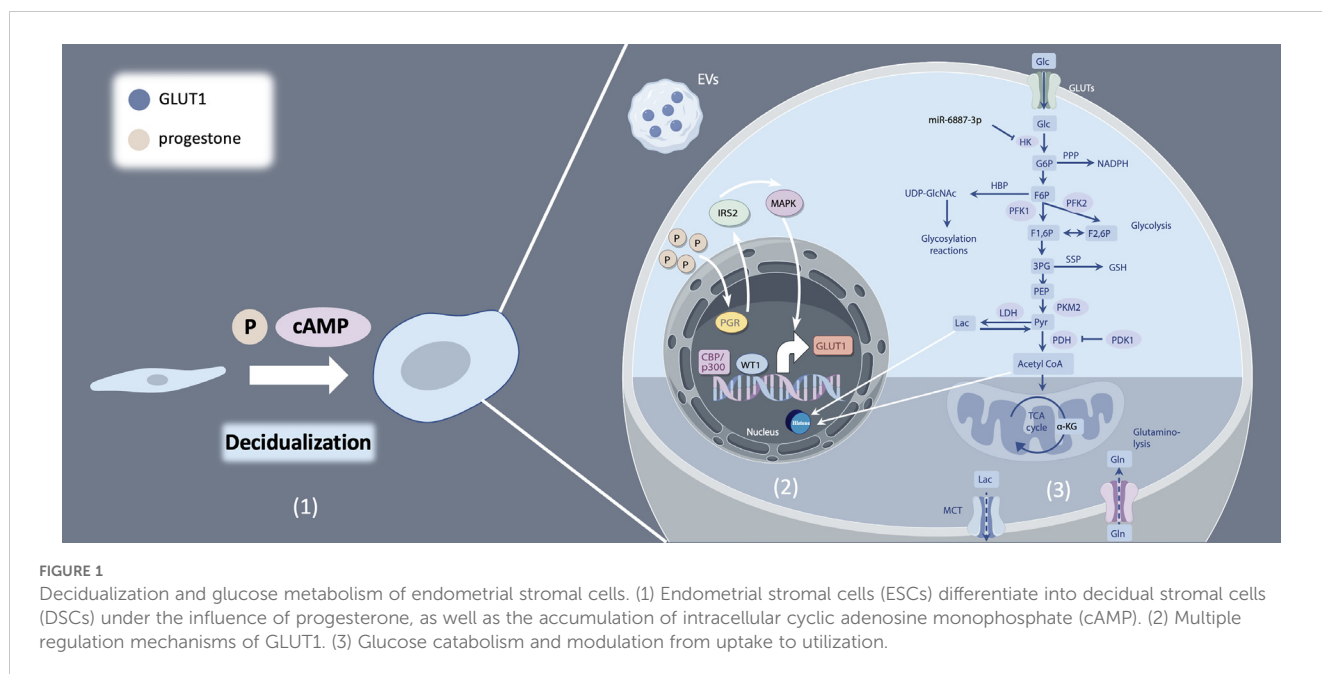 GLUT1
progestone
P
cAMP
Decidualization
(1)
EVs
IRS2
MAPK
P
P
P
P
PGR
CBP/
p300
WT1
GLUT1
Nucleus
(2)
Glc
GLUTs
miR-6887-3p
Glc
HK
G6P
PPP
NADPH
UDP-GlcNAc
HBP
F6P
PFK1
PFK2
Glycolysis
Glycosylation
reactions
F1,6P
F2,6P
3PG
SSP
GSH
PEP
PKM2
LDH
Lac
Pyr
PDH
PDK1
Acetyl CoA
TCA
cycle
α-KG
Glutamino-
lysis
Gln
Lac
(3)
MCT
Gln
FIGURE 1
Decidualization and glucose metabolism of endometrial stromal cells. (1) Endometrial stromal cells (ESCs) differentiate into decidual stromal cells
(DSCs) under the influence of progesterone, as well as the accumulation of intracellular cyclic adenosine monophosphate (cAMP). (2) Multiple
regulation mechanisms of GLUT1. (3) Glucose catabolism and modulation from uptake to utilization.